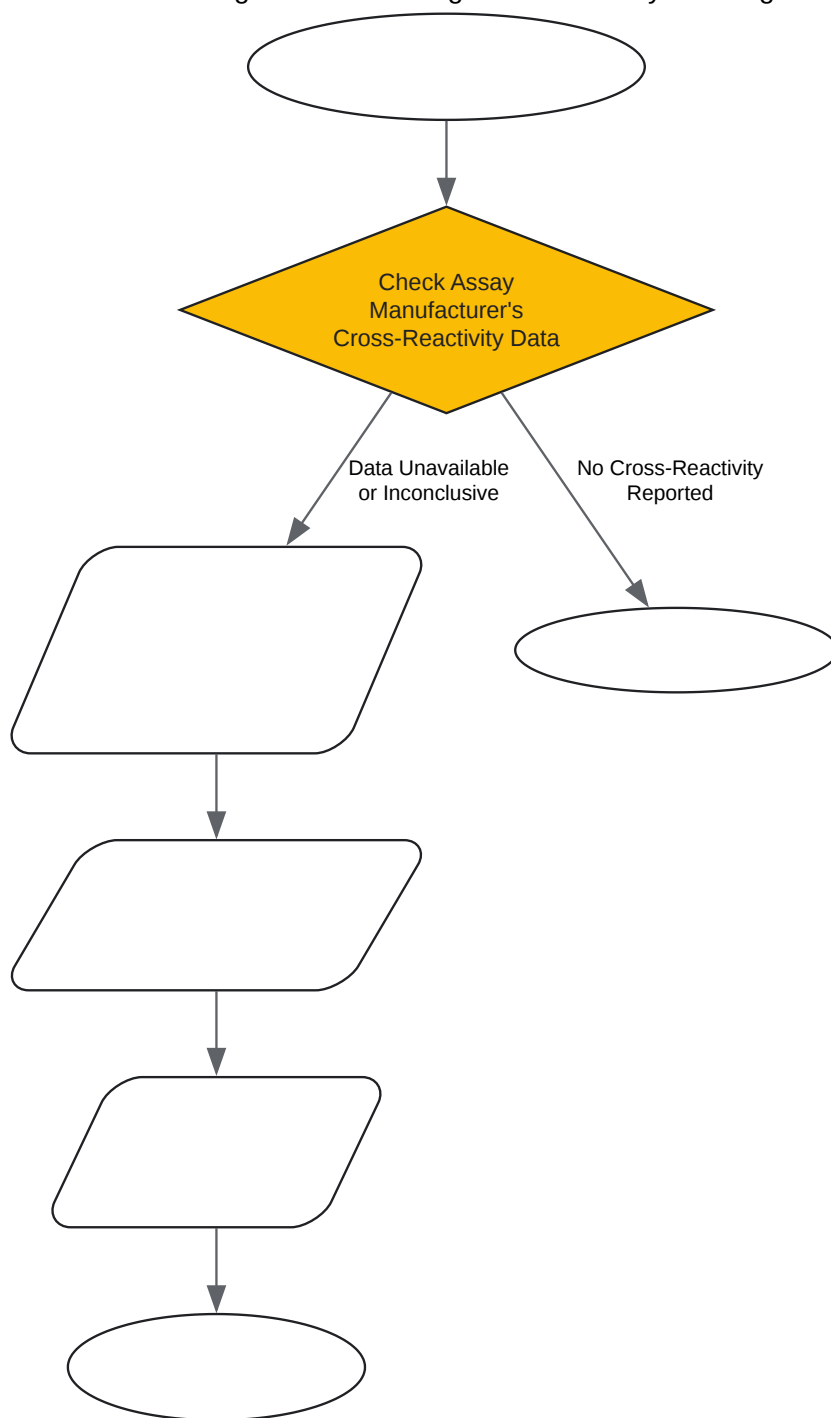 Check Assay
Manufacturer's
Cross-Reactivity Data
Data Unavailable
or Inconclusive
No Cross-Reactivity
Reported